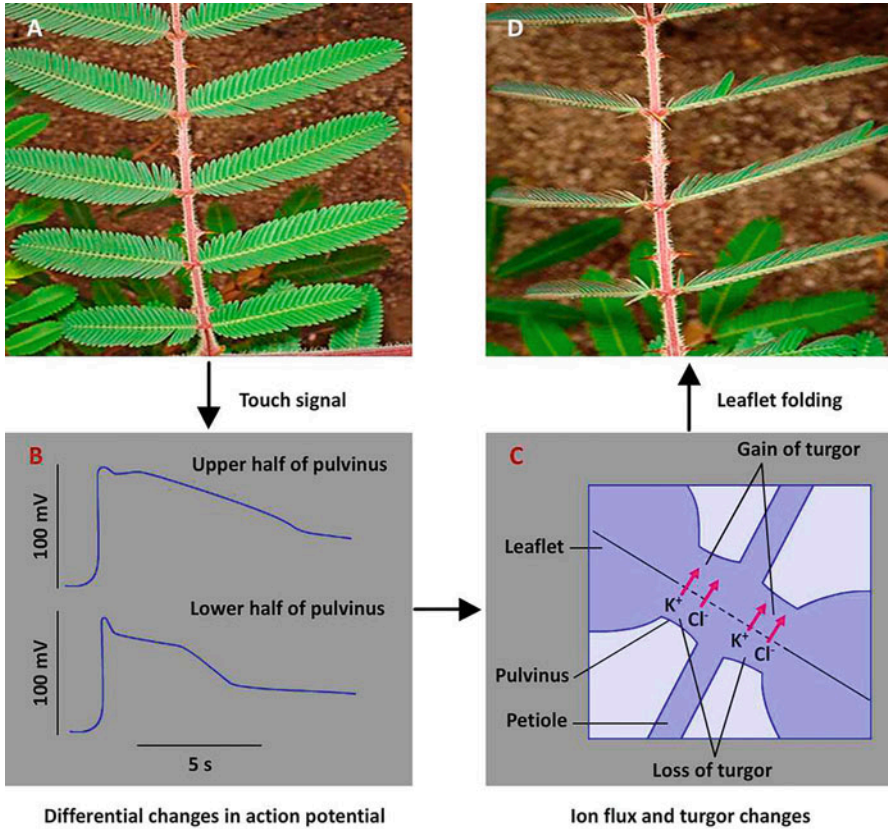 A
D
Touch signal
Leaflet folding
B
Upper half of pulvinus
100 mV
Lower half of pulvinus
100 mV
5 s
C
Gain of turgor
Leaflet
K⁺
Cl⁻
K⁺
Cl⁻
Pulvinus
Petiole
Loss of turgor
Differential changes in action potential
Ion flux and turgor changes